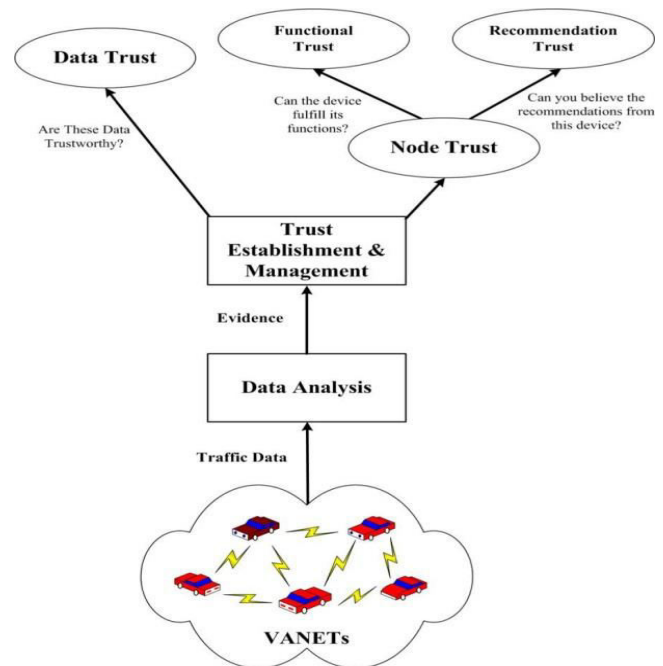 Functional
Trust
Recommendation
Trust
Data Trust
Can the device
fulfill its
functions?
Can you believe the
recommendations from
this device?
Are These Data
Trustworthy?
Node Trust
Trust
Establishment &
Management
Evidence
Data Analysis
Traffic Data
VANETs